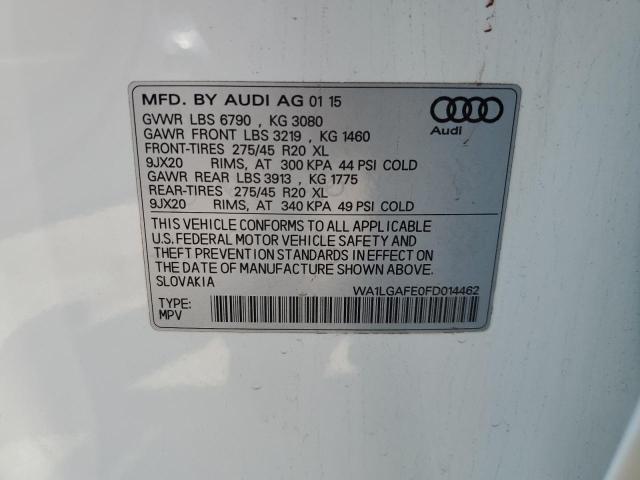 MFD. BY AUDI AG 01 15
GVWR LBS 6790 , KG 3080
GAWR FRONT LBS 3219 , KG 1460
FRONT-TIRES 275/45 R20 XL
9JX20 RIMS, AT 300 KPA 44 PSI COLD
GAWR REAR LBS 3913 , KG 1775
REAR-TIRES 275/45 R20 XL
9JX20 RIMS, AT 340 KPA 49 PSI COLD
Audi
THIS VEHICLE CONFORMS TO ALL APPLICABLE
U.S. FEDERAL MOTOR VEHICLE SAFETY AND
THEFT PREVENTION STANDARDS IN EFFECT ON
THE DATE OF MANUFACTURE SHOWN ABOVE.
SLOVAKIA
WA1LGAFE0FD014462
TYPE:
MPV